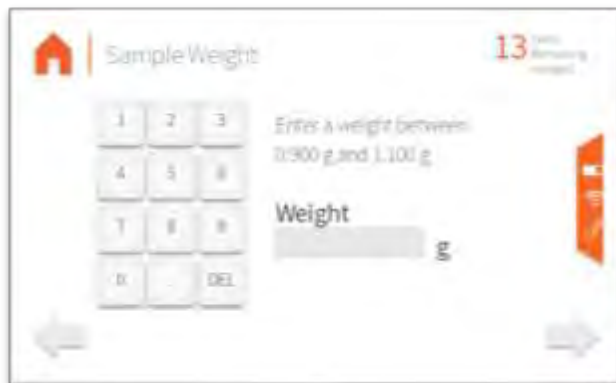 Sample Weight
13
Remaining
1 2 3
4 5 6
7 8 9
0 . DEL
Enter a weight between
0.900 g and 1.100 g
Weight
g